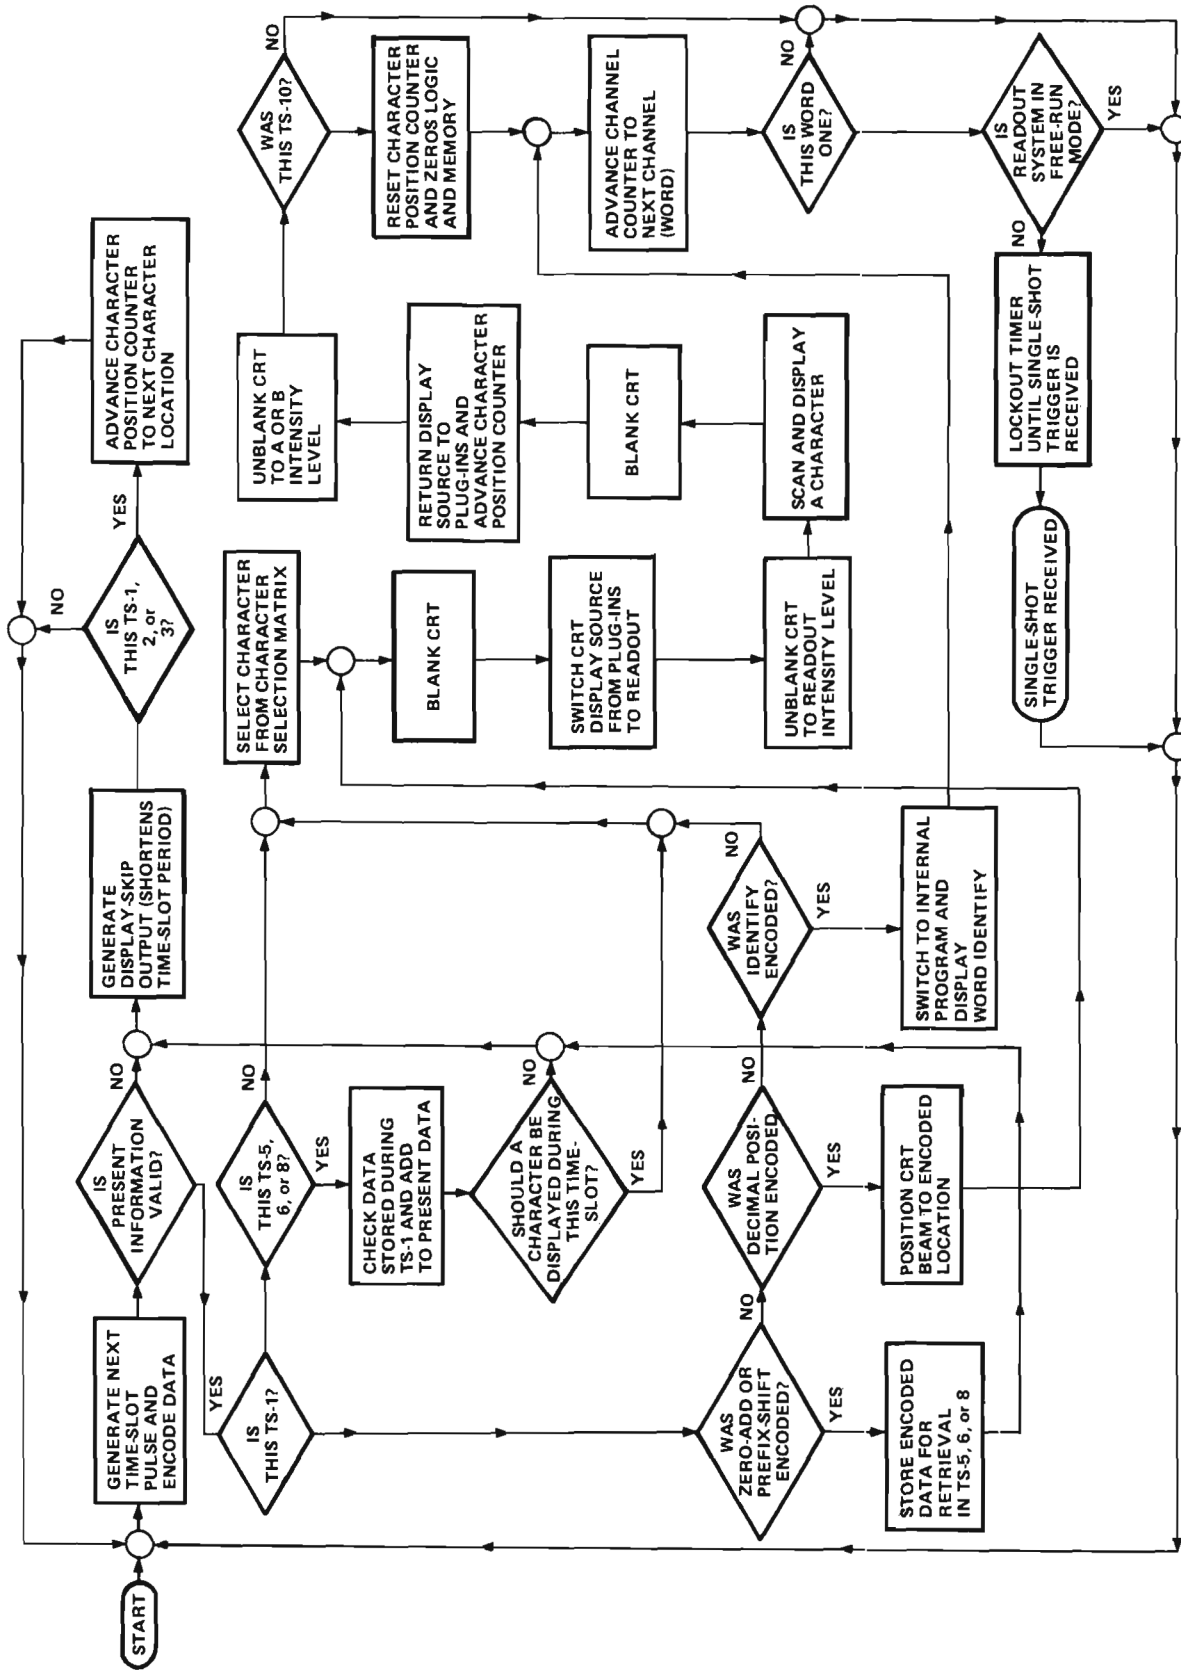 START
GENERATE NEXT
TIME-SLOT
PULSE AND
ENCODE DATA
IS
PRESENT
INFORMATION
VALID?
NO
YES
GENERATE
DISPLAY-SKIP
OUTPUT (SHORTENS
TIME-SLOT PERIOD)
IS
THIS TS-1,
2, or
3?
NO
YES
ADVANCE CHARACTER
POSITION COUNTER
TO NEXT CHARACTER
LOCATION
IS
THIS TS-1?
IS
THIS TS-5,
6, or 8?
NO
YES
CHECK DATA
STORED DURING
TS-1 AND ADD
TO PRESENT DATA
SHOULD A
CHARACTER BE
DISPLAYED DURING
THIS TIME-
SLOT?
NO
YES
WAS
ZERO-ADD OR
PREFIX-SHIFT
ENCODED?
NO
YES
STORE ENCODED
DATA FOR
RETRIEVAL
IN TS-5, 6, or 8
WAS
DECIMAL POSI-
TION ENCODED
NO
YES
POSITION CRT
BEAM TO ENCODED
LOCATION
WAS
IDENTIFY
ENCODED?
NO
YES
SWITCH TO INTERNAL
PROGRAM AND
DISPLAY
WORD IDENTIFY
SELECT CHARACTER
FROM CHARACTER
SELECTION MATRIX
BLANK CRT
SWITCH CRT
DISPLAY SOURCE
FROM PLUG-INS
TO READOUT
UNBLANK CRT
TO READOUT
INTENSITY LEVEL
SCAN AND DISPLAY
A CHARACTER
BLANK CRT
RETURN DISPLAY
SOURCE TO
PLUG-INS AND
ADVANCE CHARACTER
POSITION COUNTER
UNBLANK CRT
TO A OR B
INTENSITY
LEVEL
WAS
THIS TS-10?
NO
RESET CHARACTER
POSITION COUNTER
AND ZEROS LOGIC
AND MEMORY
ADVANCE CHANNEL
COUNTER TO
NEXT CHANNEL
(WORD)
IS
THIS WORD
ONE?
NO
IS
READOUT
SYSTEM IN
FREE-RUN
MODE?
YES
NO
LOCKOUT TIMER
UNTIL SINGLE-SHOT
TRIGGER IS
RECEIVED
SINGLE-SHOT
TRIGGER RECEIVED